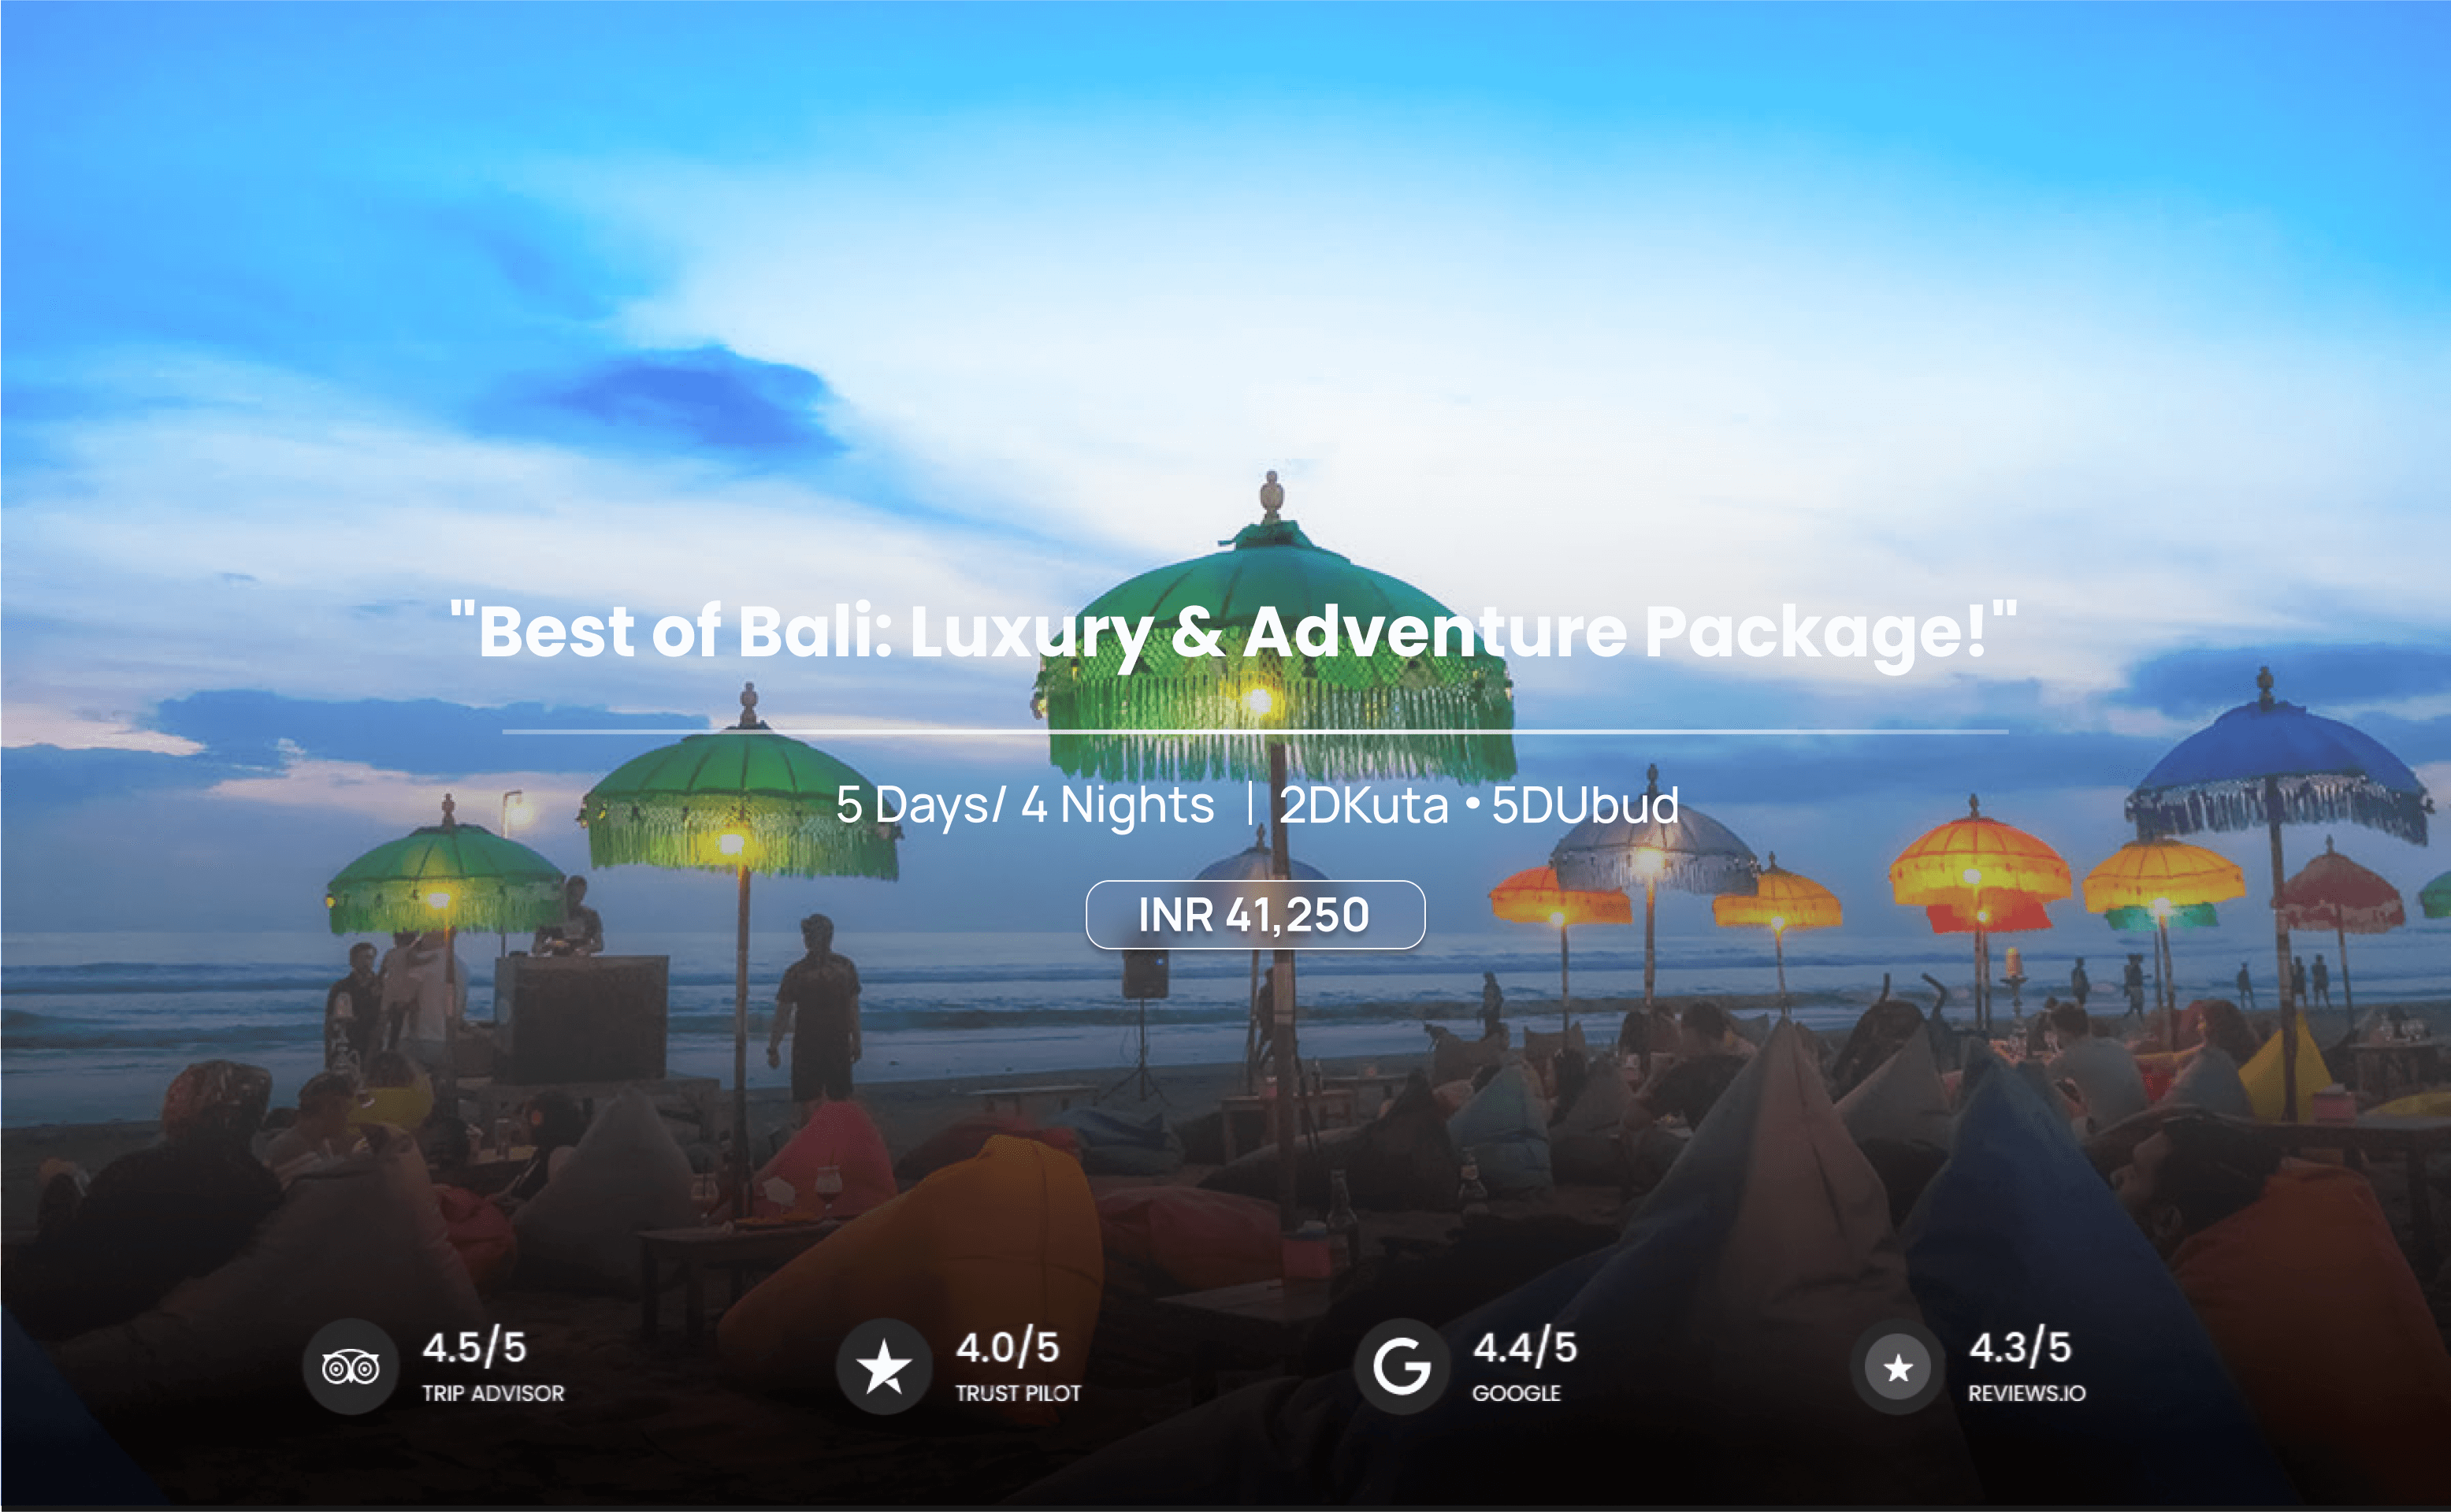 "Best of Bali: Luxury & Adventure Package!"
5 Days/ 4 Nights | 2DKuta • 5DUbud
INR 41,250
4.5/5
TRIP ADVISOR
4.0/5
TRUST PILOT
4.4/5
GOOGLE
4.3/5
REVIEWS.IO